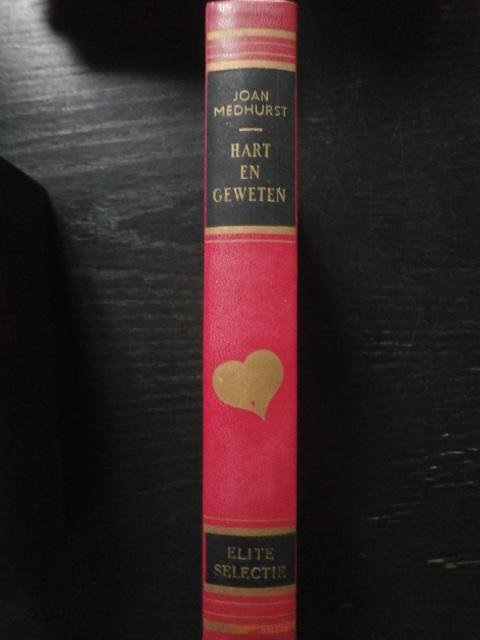 JOAN
MEDHURST
HART
EN
GEWETEN
ELITE
SELECTIE